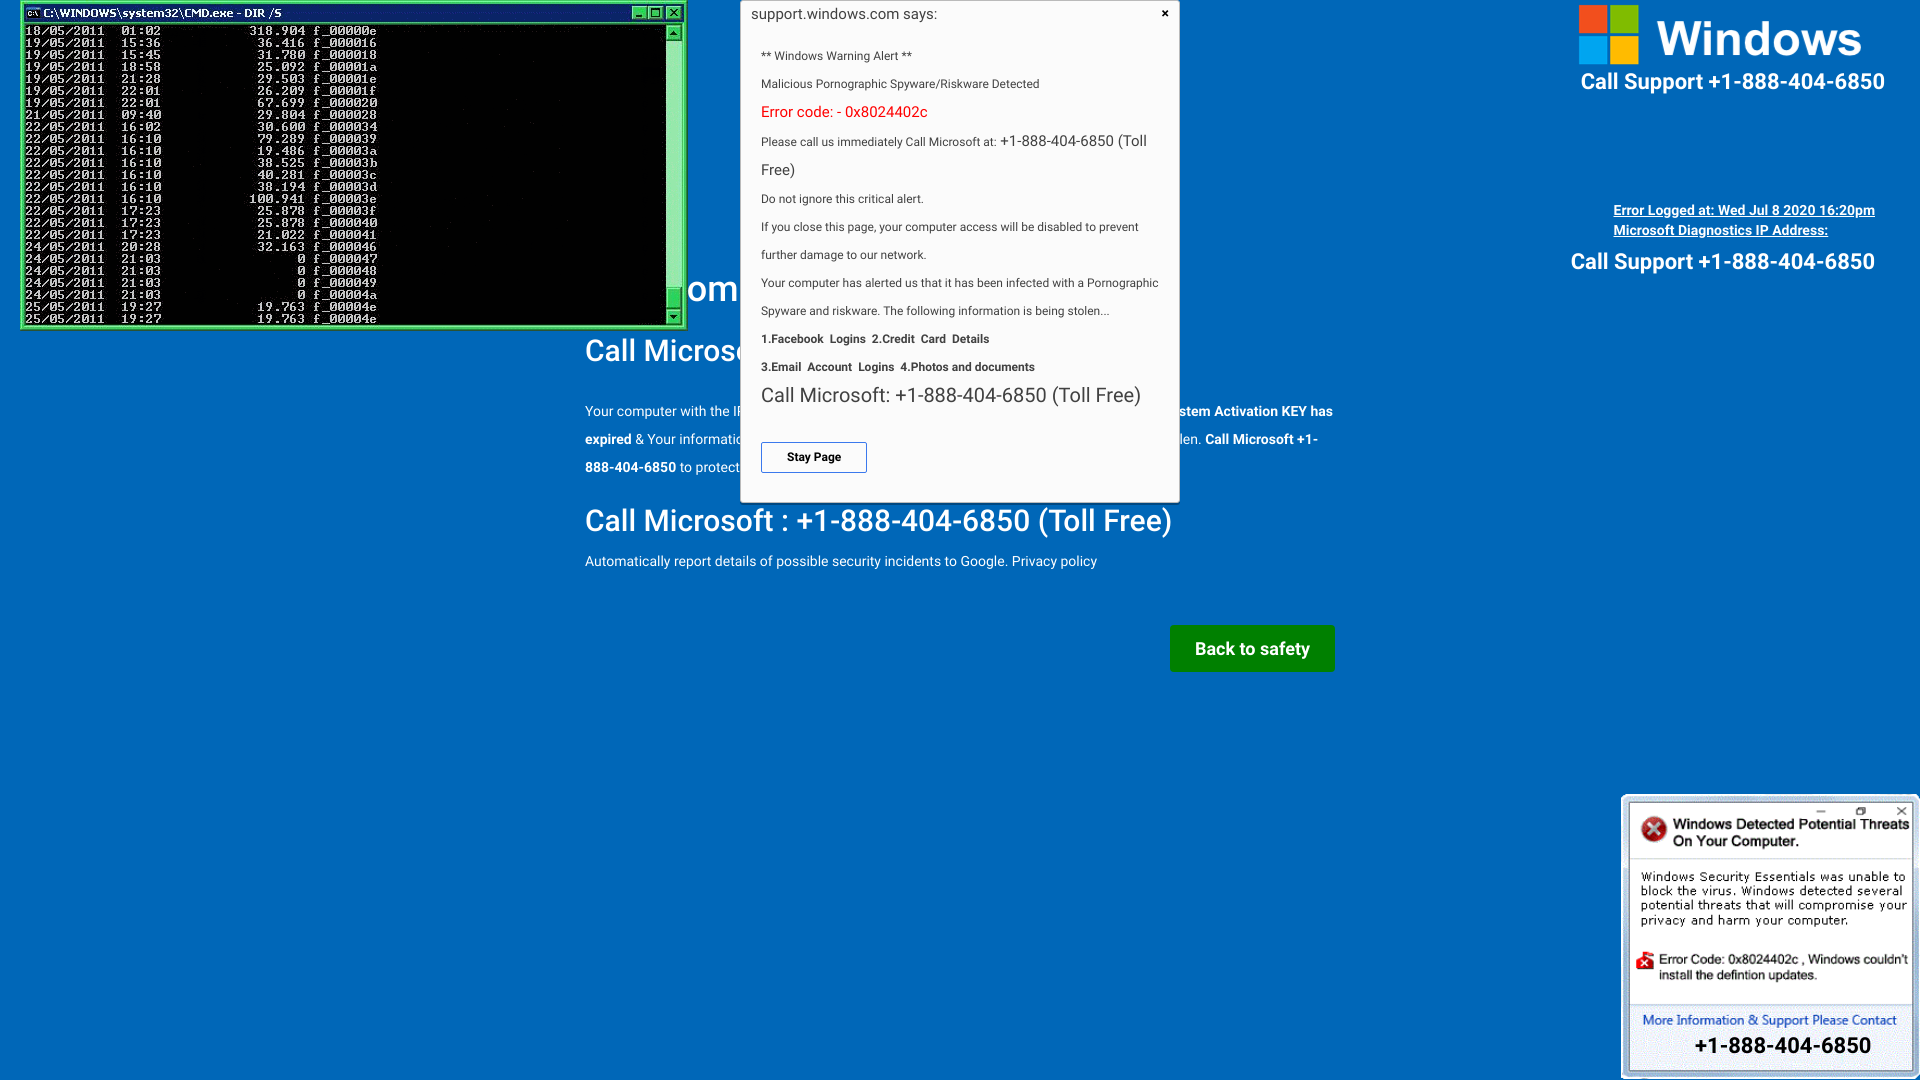 C:\WINDOWS\system32\CMD.exe - DIR /S
18/05/2011 01:02 318.904 f_00000e
19/05/2011 15:36 36.416 f_000016
19/05/2011 15:45 31.780 f_000018
19/05/2011 18:58 25.092 f_00001a
19/05/2011 21:28 29.503 f_00001e
19/05/2011 22:01 26.209 f_00001f
19/05/2011 22:01 67.699 f_000020
21/05/2011 09:40 29.804 f_000028
22/05/2011 16:02 30.600 f_000034
22/05/2011 16:10 79.289 f_000039
22/05/2011 16:10 19.486 f_00003a
22/05/2011 16:10 38.525 f_00003b
22/05/2011 16:10 40.281 f_00003c
22/05/2011 16:10 38.194 f_00003d
22/05/2011 16:10 100.941 f_00003e
22/05/2011 17:23 25.878 f_00003f
22/05/2011 17:23 25.878 f_000040
22/05/2011 17:23 21.022 f_000041
24/05/2011 20:28 32.163 f_000046
24/05/2011 21:03 0 f_000047
24/05/2011 21:03 0 f_000048
24/05/2011 21:03 0 f_000049
24/05/2011 21:03 0 f_00004a
25/05/2011 19:27 19.763 f_00004e
25/05/2011 19:27 19.763 f_00004e
support.windows.com says:
** Windows Warning Alert **
Malicious Pornographic Spyware/Riskware Detected
Error code: - 0x8024402c
Please call us immediately Call Microsoft at: +1-888-404-6850 (Toll
Free)
Do not ignore this critical alert.
If you close this page, your computer access will be disabled to prevent
further damage to our network.
Your computer has alerted us that it has been infected with a Pornographic
Spyware and riskware. The following information is being stolen...
1.Facebook Logins 2.Credit Card Details
3.Email Account Logins 4.Photos and documents
Call Microsoft: +1-888-404-6850 (Toll Free)
Stay Page
Windows
Call Support +1-888-404-6850
Error Logged at: Wed Jul 8 2020 16:20pm
Microsoft Diagnostics IP Address:
Call Support +1-888-404-6850
om
Call Micros
Your computer with the stem Activation KEY has
expired & Your informati len. Call Microsoft +1-
888-404-6850 to protect
Call Microsoft : +1-888-404-6850 (Toll Free)
Automatically report details of possible security incidents to Google. Privacy policy
Back to safety
Windows Detected Potential Threats
On Your Computer.
Windows Security Essentials was unable to
block the virus. Windows detected several
potential threats that will compromise your
privacy and harm your computer.
Error Code: 0x8024402c , Windows couldn't
install the defintion updates.
More Information & Support Please Contact
+1-888-404-6850